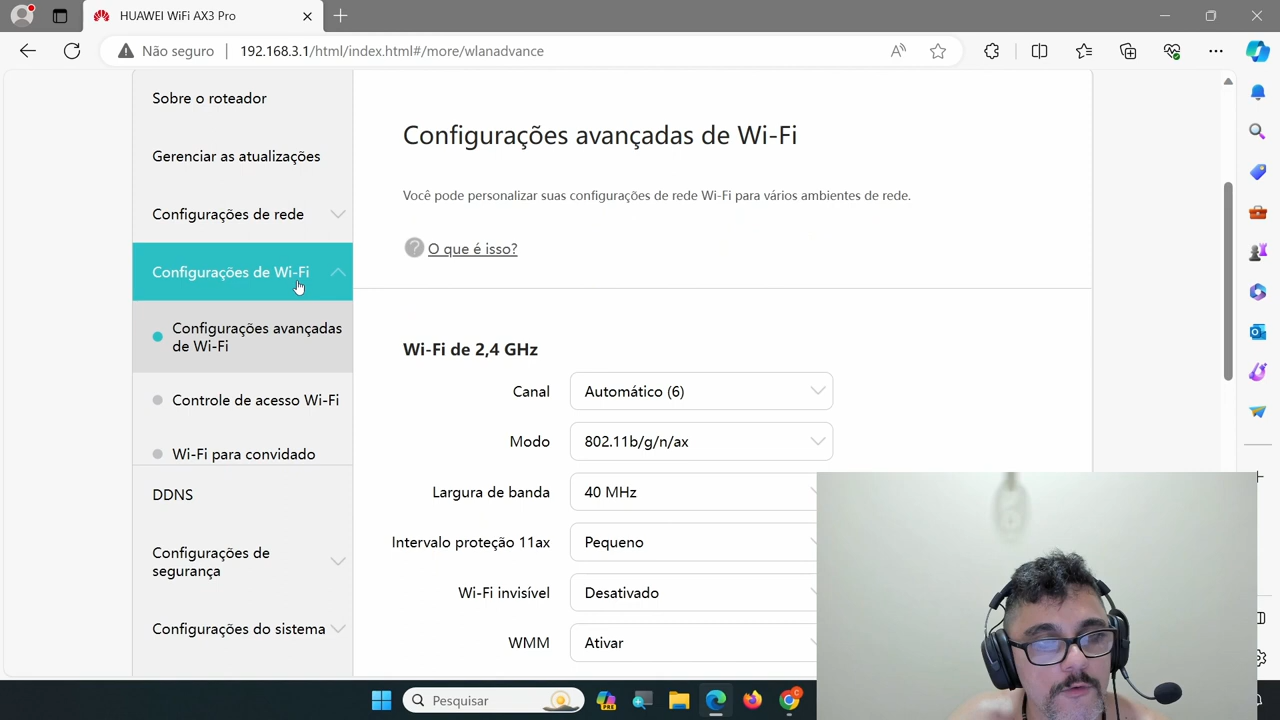 HUAWEI WiFi AX3 Pro
Não seguro
192.168.3.1/html/index.html#/more/wlanadvance
Sobre o roteador
Gerenciar as atualizações
Configurações de rede
Configurações de Wi-Fi
Configurações avançadas
de Wi-Fi
Controle de acesso Wi-Fi
Wi-Fi para convidado
DDNS
Configurações de
segurança
Configurações do sistema
Configurações avançadas de Wi-Fi
Você pode personalizar suas configurações de rede Wi-Fi para vários ambientes de rede.
? O que é isso?
Wi-Fi de 2,4 GHz
Canal Automático (6)
Modo 802.11b/g/n/ax
Largura de banda 40 MHz
Intervalo proteção 11ax Pequeno
Wi-Fi invisível Desativado
WMM Ativar
Pesquisar